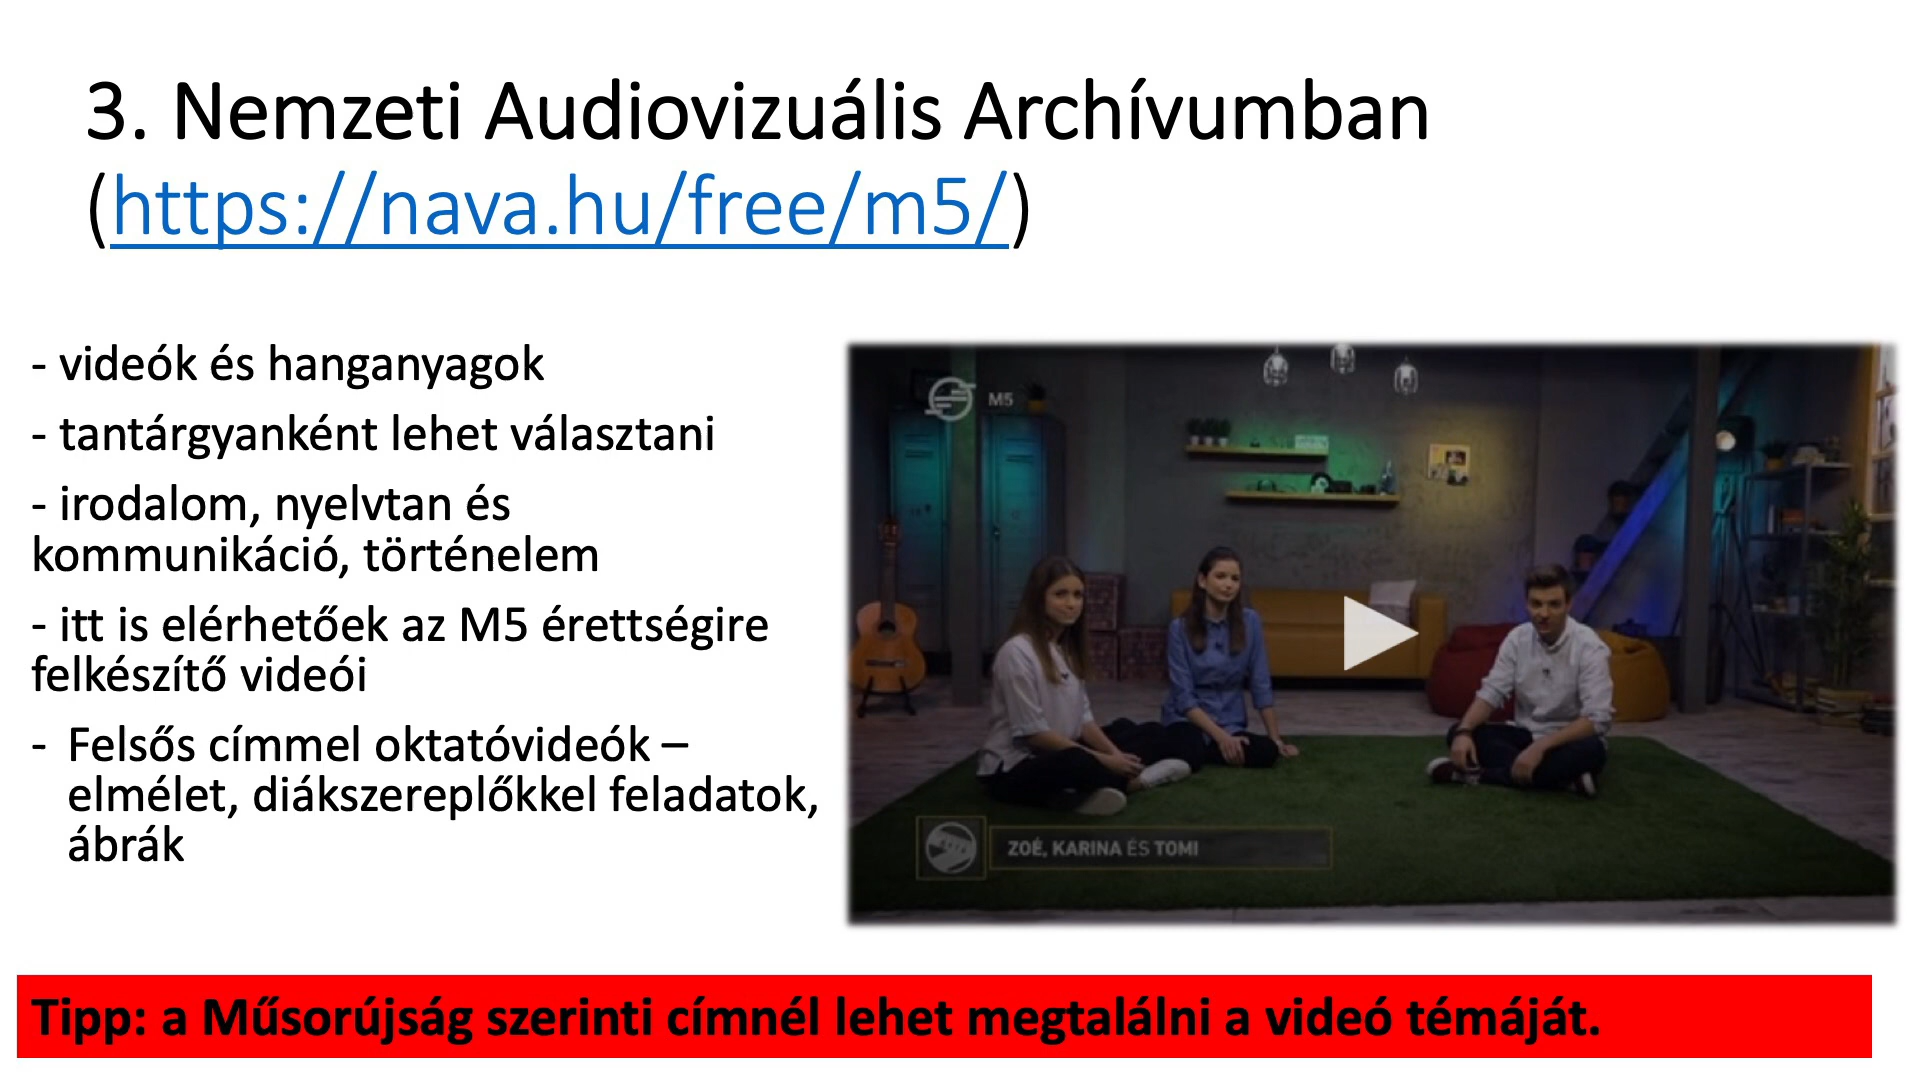 3. Nemzeti Audiovizuális Archívumban
(https://nava.hu/free/m5/)
- videók és hanganyagok
- tantárgyanként lehet választani
- irodalom, nyelvtan és
kommunikáció, történelem
- itt is elérhetőek az M5 érettségire
felkészítő videói
- Felsős címmel oktatóvideók –
elmélet, diákszereplőkkel feladatok,
ábrák
M5
ZOÉ, KARINA ÉS TOMI
Tipp: a Műsorújság szerinti címnél lehet megtalálni a videó témáját.